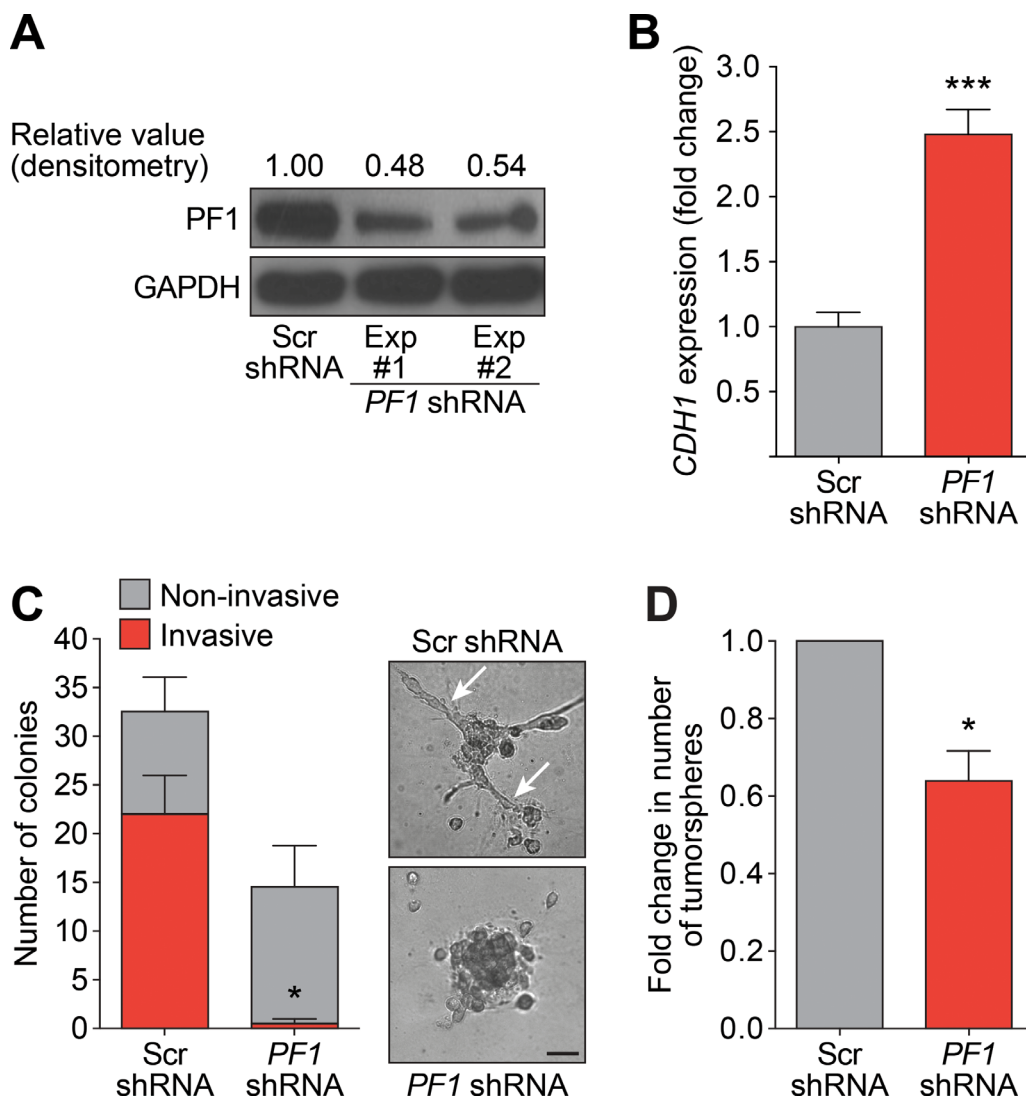 A
Relative value
(densitometry)
1.00 0.48 0.54
PF1
GAPDH
Scr
shRNA
Exp
#1
Exp
#2
PF1 shRNA
B
CDH1 expression (fold change)
3.0
2.5
2.0
1.5
1.0
0.5
***
Scr
shRNA
PF1
shRNA
C
Non-invasive
Invasive
Number of colonies
40
35
30
25
20
15
10
5
0
*
Scr
shRNA
PF1
shRNA
Scr shRNA
PF1 shRNA
D
Fold change in number
of tumorspheres
1.0
0.8
0.6
0.4
0.2
0.0
*
Scr
shRNA
PF1
shRNA